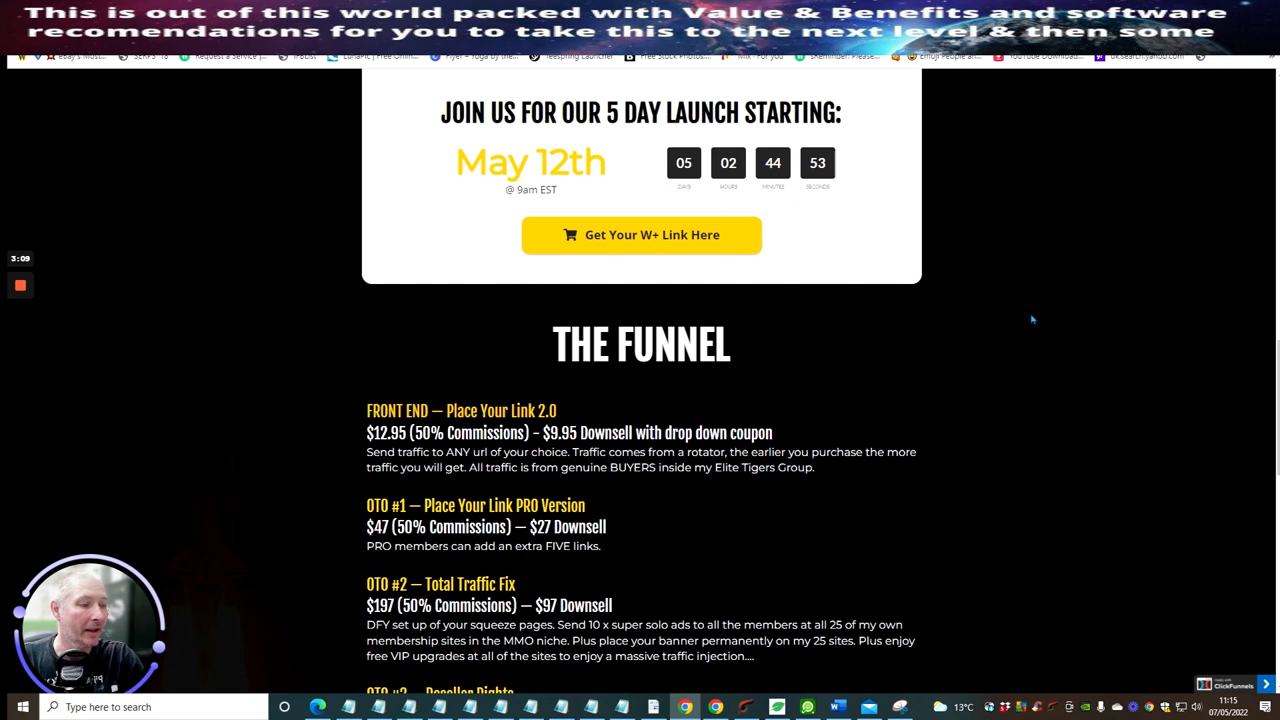 This is out of this world packed with Value & Benefits and software
recomendations for you to take this to the next level & then some
JOIN US FOR OUR 5 DAY LAUNCH STARTING:
May 12th
@ 9am EST
05 02 44 53
DAYS HOURS MINUTES SECONDS
Get Your W+ Link Here
3:09
THE FUNNEL
FRONT END — Place Your Link 2.0
$12.95 (50% Commissions) - $9.95 Downsell with drop down coupon
Send traffic to ANY url of your choice. Traffic comes from a rotator, the earlier you purchase the more
traffic you will get. All traffic is from genuine BUYERS inside my Elite Tigers Group.
OTO #1 — Place Your Link PRO Version
$47 (50% Commissions) — $27 Downsell
PRO members can add an extra FIVE links.
OTO #2 — Total Traffic Fix
$197 (50% Commissions) — $97 Downsell
DFY set up of your squeeze pages. Send 10 x super solo ads to all the members at all 25 of my own
membership sites in the MMO niche. Plus place your banner permanently on my 25 sites. Plus enjoy
free VIP upgrades at all of the sites to enjoy a massive traffic injection....
ClickFunnels
Type here to search
13°C
11:15
07/05/2022